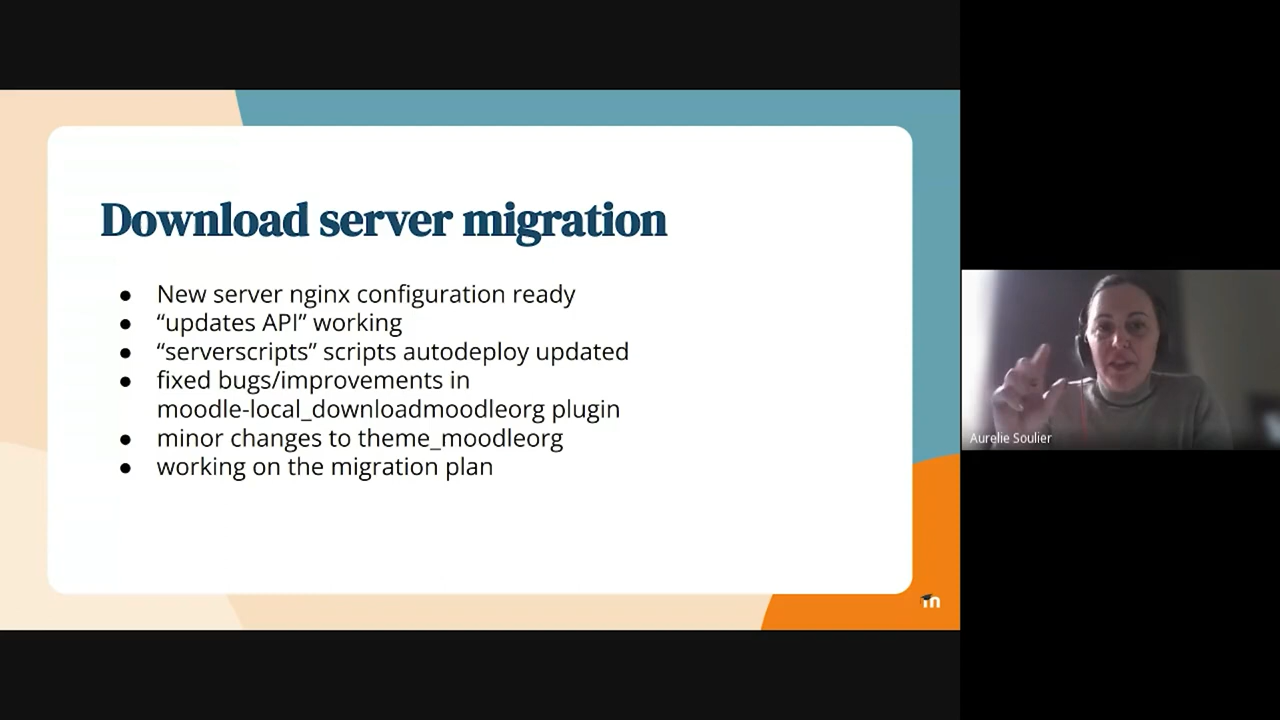 Download server migration
● New server nginx configuration ready
● “updates API” working
● “serverscripts” scripts autodeploy updated
● fixed bugs/improvements in
moodle-local_downloadmoodleorg plugin
● minor changes to theme_moodleorg
● working on the migration plan
m
Aurelie Soulier